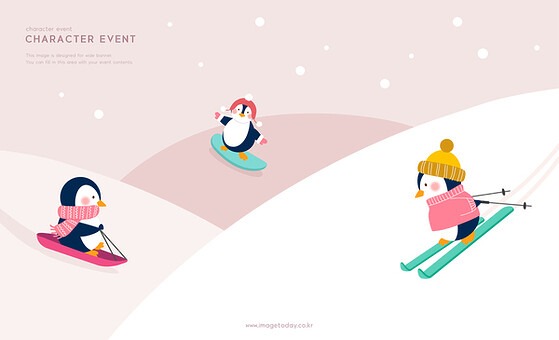 character event
CHARACTER EVENT
This image is designed for wide banner.
You can fill in this area with your event contents.
www.imagetoday.co.kr